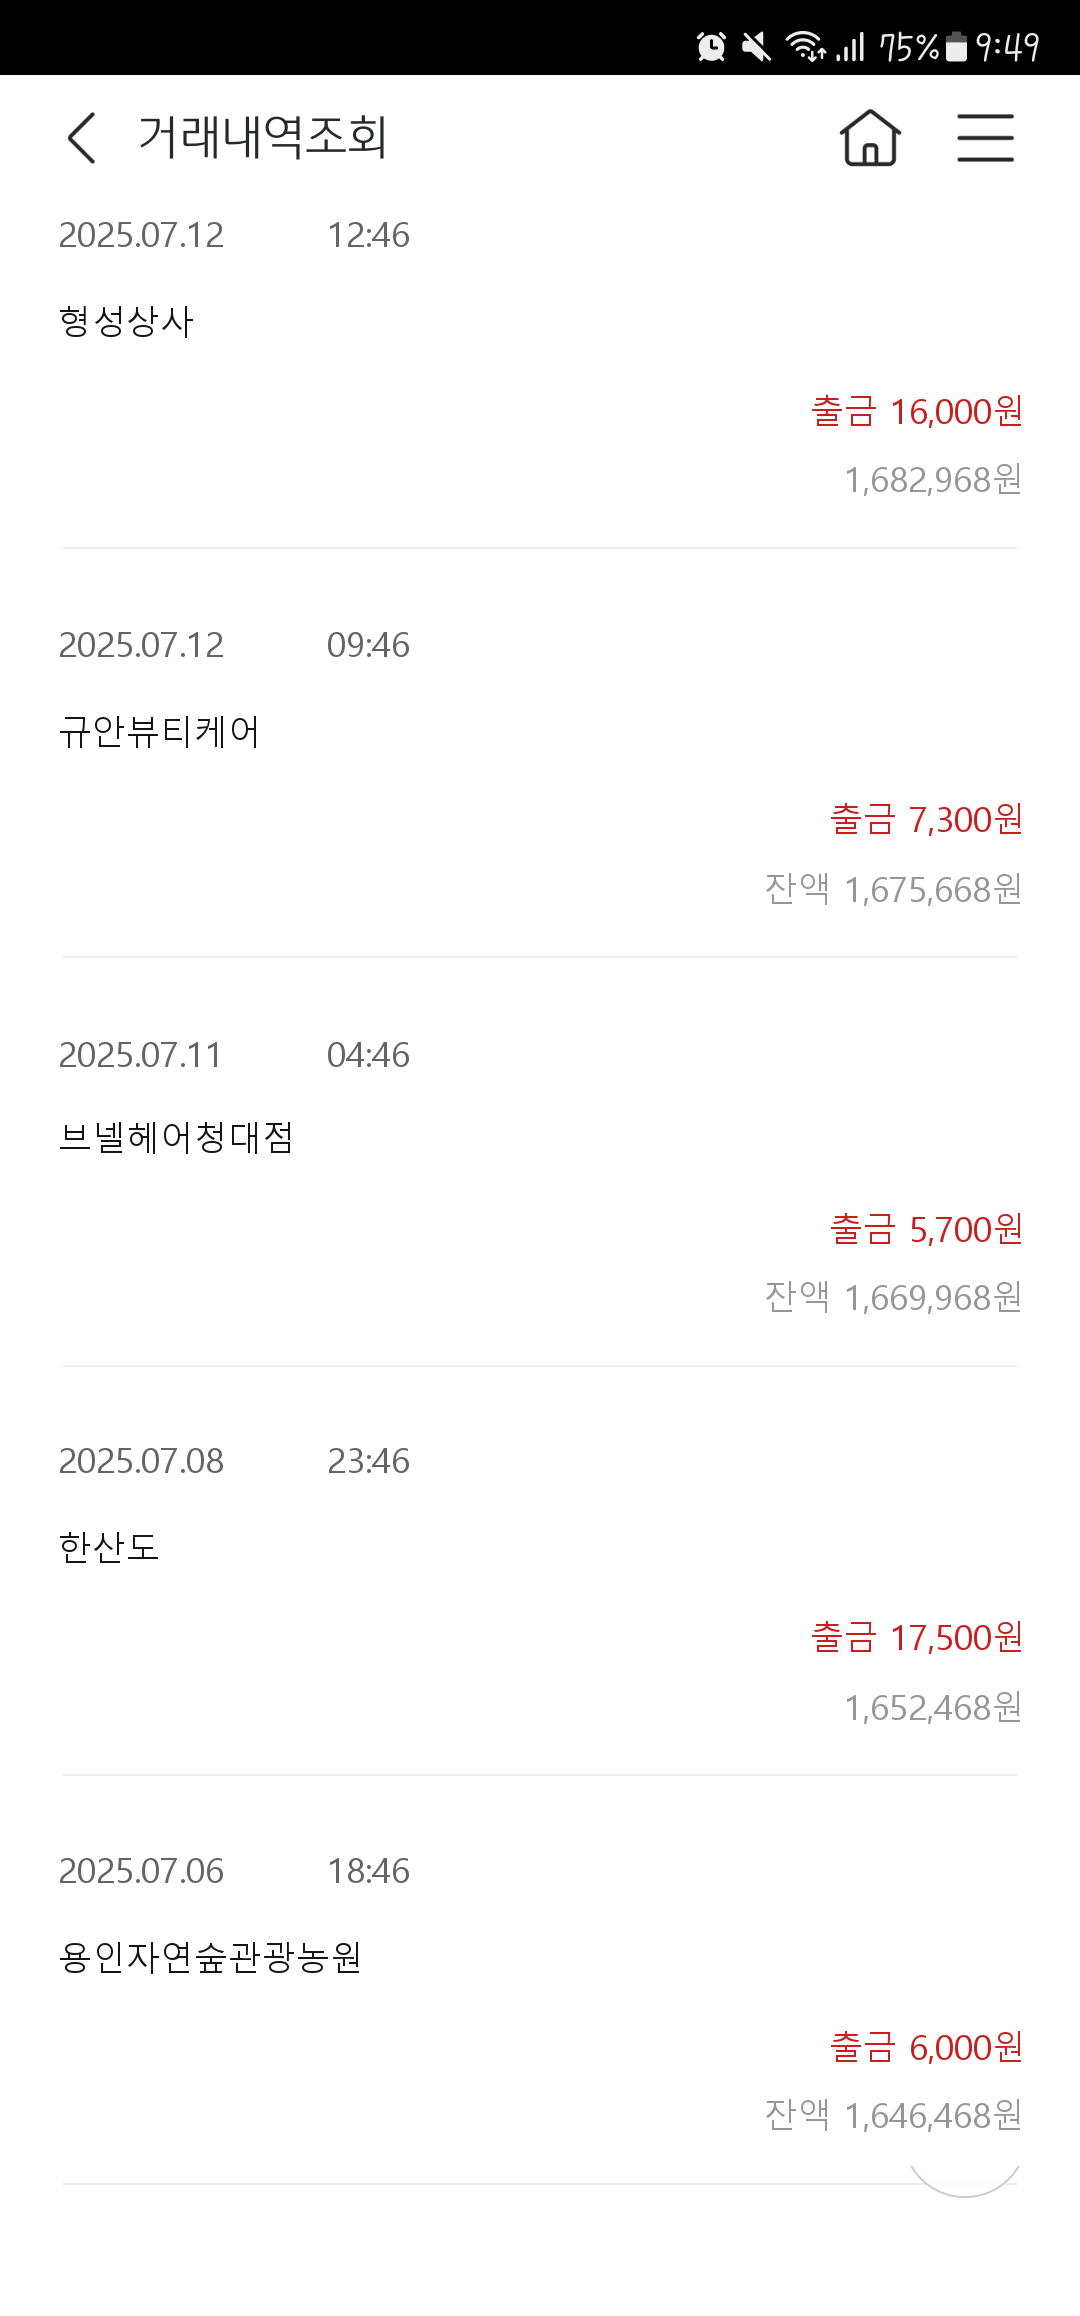 75% 9:49
거래내역조회
2025.07.12 12:46
형성상사
출금 16,000원
1,682,968원
2025.07.12 09:46
규안뷰티케어
출금 7,300원
잔액 1,675,668원
2025.07.11 04:46
브넬헤어청대점
출금 5,700원
잔액 1,669,968원
2025.07.08 23:46
한산도
출금 17,500원
1,652,468원
2025.07.06 18:46
용인자연숲관광농원
출금 6,000원
잔액 1,646,468원